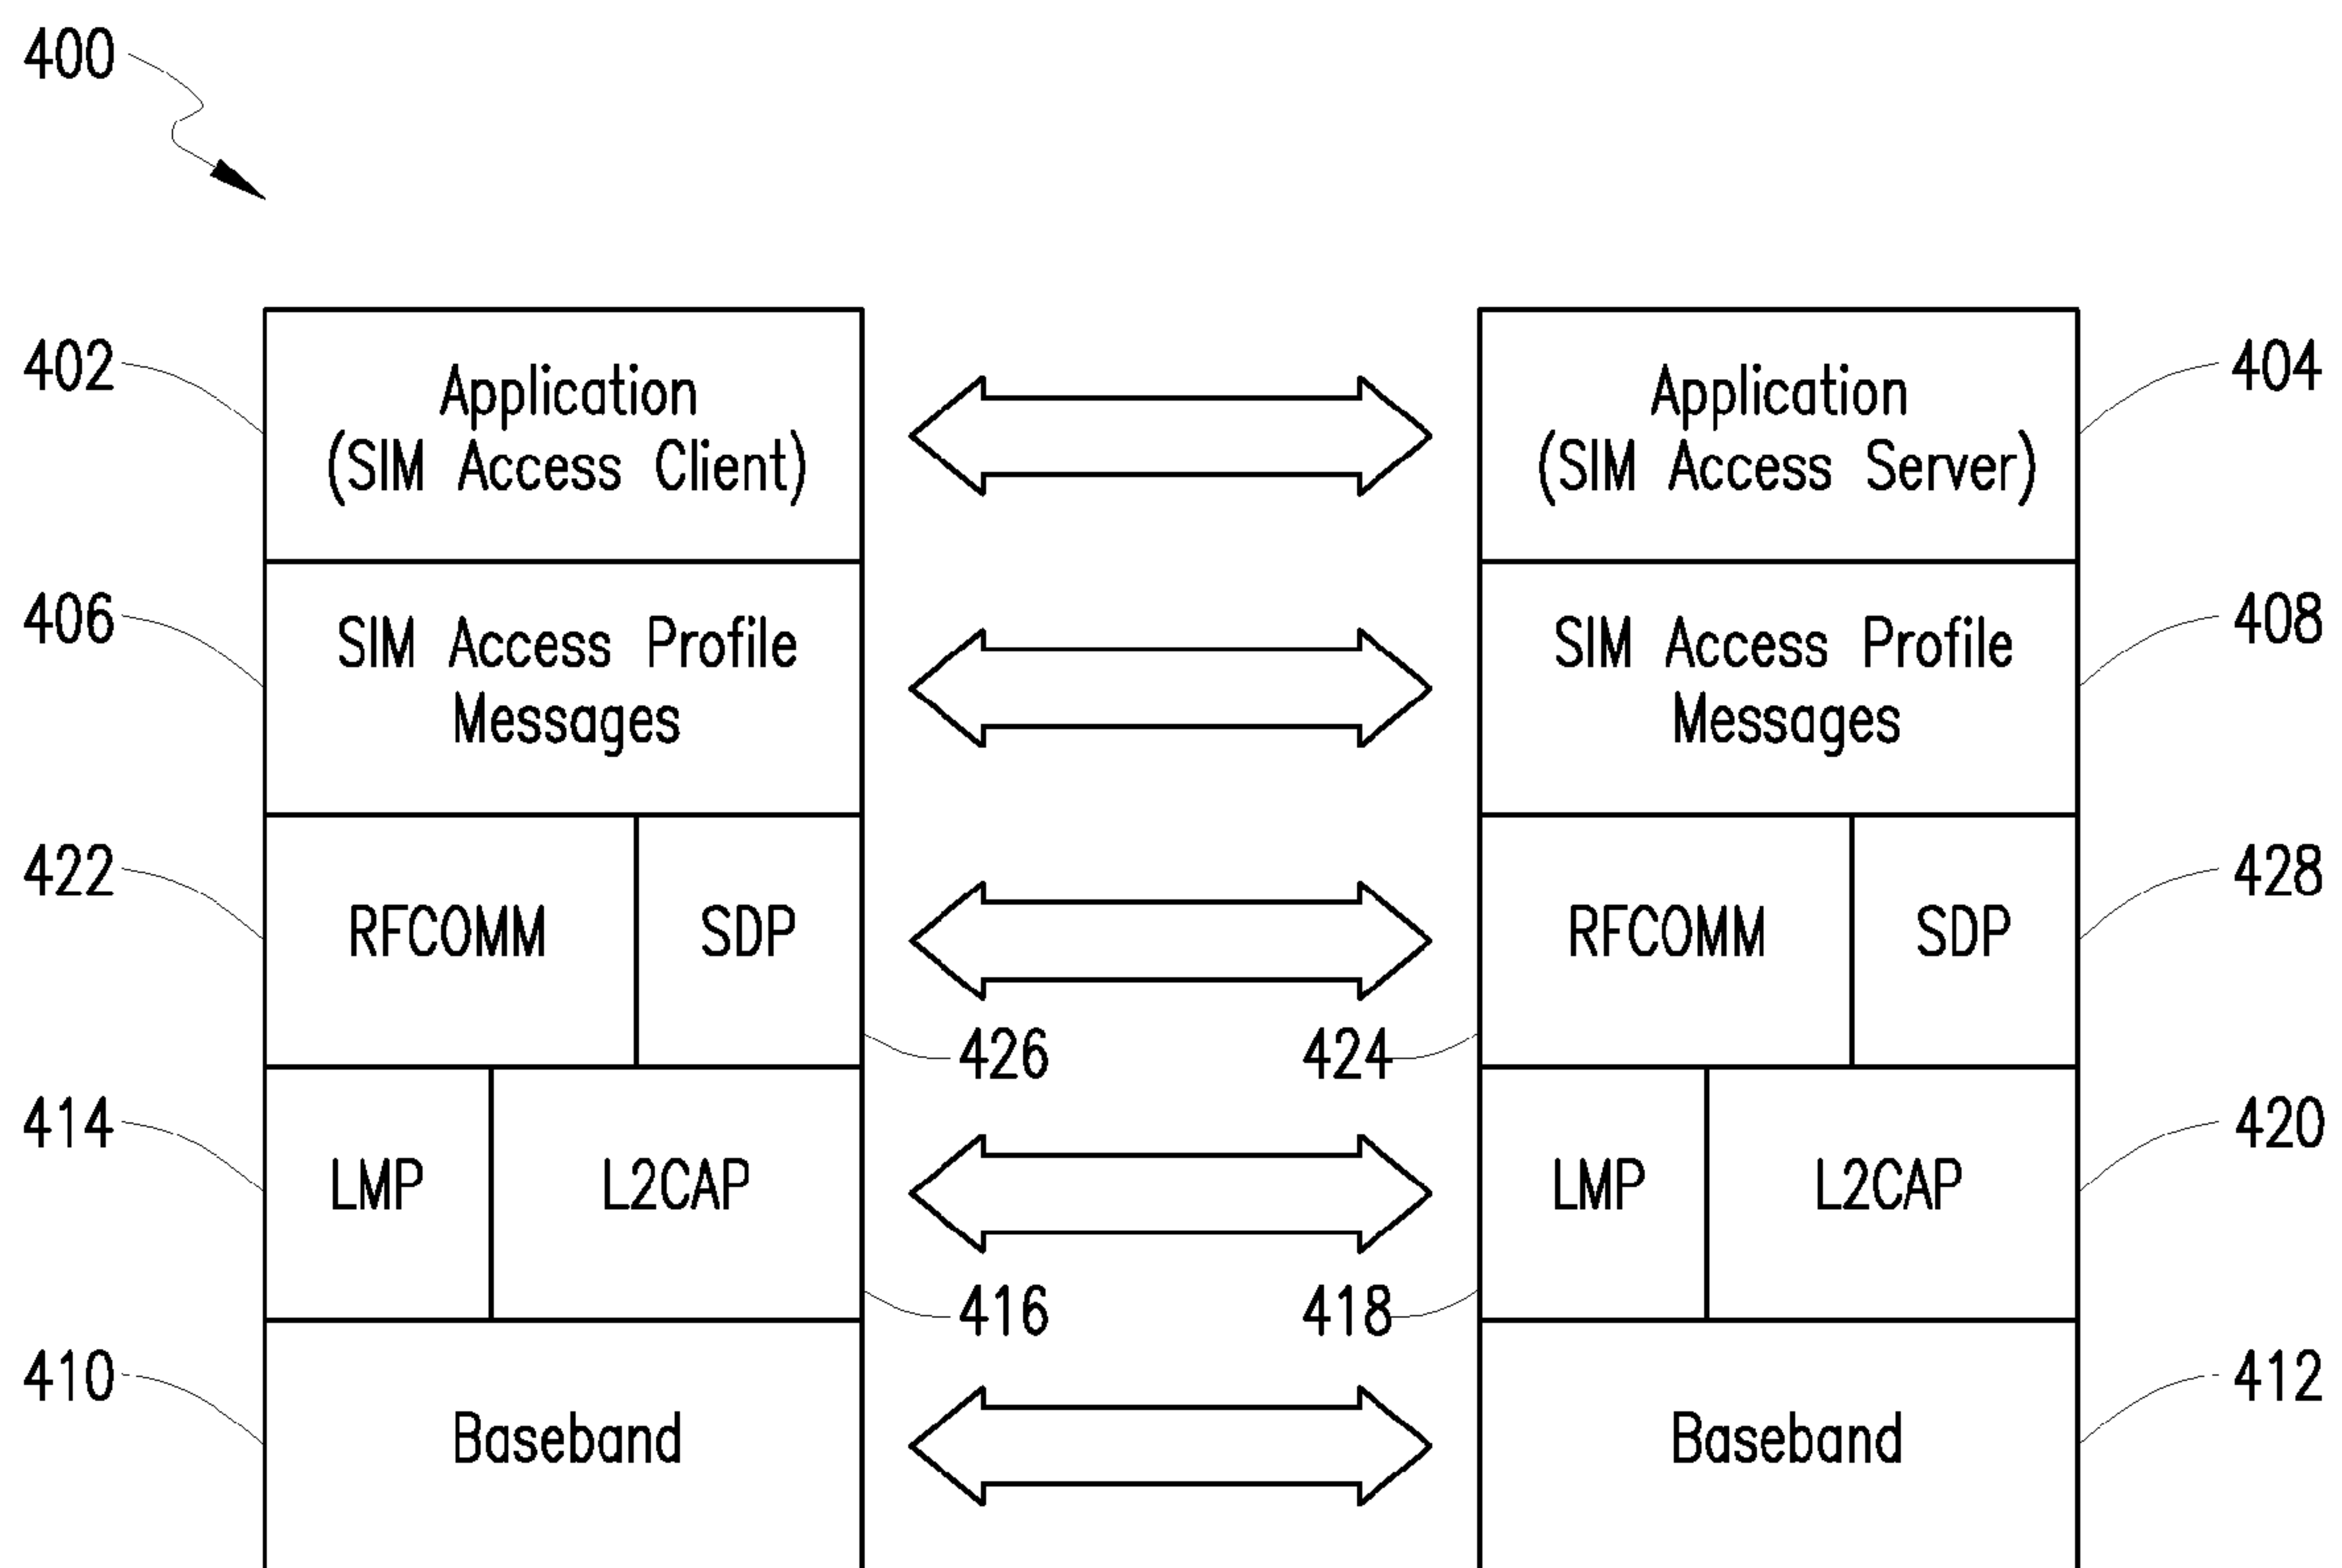 400
402
Application
(SIM Access Client)
Application
(SIM Access Server)
404
406
SIM Access Profile
Messages
SIM Access Profile
Messages
408
422
RFCOMM
SDP
RFCOMM
SDP
428
426
424
414
LMP
L2CAP
LMP
L2CAP
420
416
418
410
Baseband
Baseband
412